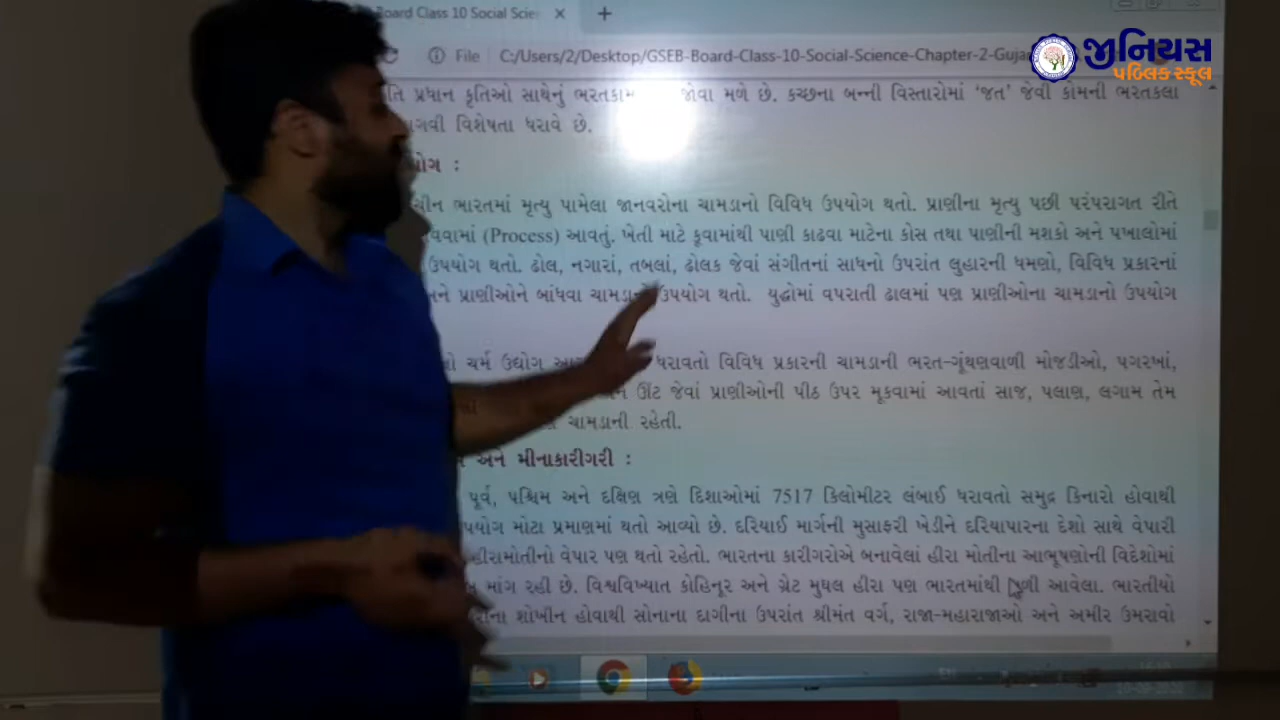 Board Class 10 Social Scie
જીનિયસ
પબ્લિક સ્કૂલ
File C:/Users/2/Desktop/GSEB-Board-Class-10-Social-Science-Chapter-2-Guja
પ્રધાન કૃતિઓ સાથેનું જોવા મળે છે. કચ્છના બન્ની વિસ્તારોમાં ‘જત’ જેવી કોમની ભરતકલા
વિશેષતા ધરાવે છે.
ભારતમાં મૃત્યુ પામેલા જાનવરોના ચામડાનો વિવિધ ઉપયોગ થતો. પ્રાણીના મૃત્યુ પછી પરંપરાગત રીતે
(Process) આવતું. ખેતી માટે કૂવામાંથી પાણી કાઢવા માટેના કોસ તથા પાણીની મશકો અને પખાલોમાં
ઉપયોગ થતો. ઢોલ, નગારાં, તબલાં, ઢોલક જેવાં સંગીતનાં સાધનો ઉપરાંત લુહારની ધમણો, વિવિધ પ્રકારનાં
પ્રાણીઓને બાંધવા ઉપયોગ થતો. યુદ્ધોમાં વપરાતી ઢાલમાં પણ પ્રાણીઓના ચામડાનો ઉપયોગ
ચર્મ ઉદ્યોગ ધરાવતો વિવિધ પ્રકારની ચામડાની ભરત-ગૂંથણવાળી મોજડીઓ, પગરખાં,
ઊંટ જેવાં પ્રાણીઓની પીઠ ઉપર મૂકવામાં આવતાં સાજ, પલાણ, લગામ તેમ
ચામડાની રહેતી.
અને મીનાકારીગરી :
પૂર્વ, પશ્ચિમ અને દક્ષિણ ત્રણે દિશાઓમાં 7517 કિલોમીટર લંબાઈ ધરાવતો સમુદ્ર કિનારો હોવાથી
મોટા પ્રમાણમાં થતો આવ્યો છે. દરિયાઈ માર્ગની મુસાફરી ખેડીને દરિયાપારના દેશો સાથે વેપારી
હીરામોતીનો વેપાર પણ થતો રહેતો. ભારતના કારીગરોએ બનાવેલાં હીરા મોતીના આભૂષણોની વિદેશોમાં
માંગ રહી છે. વિશ્વવિખ્યાત કોહિનૂર અને ગ્રેટ મુઘલ હીરા પણ ભારતમાંથી આવેલા. ભારતીયો
શોખીન હોવાથી સોનાના દાગીના ઉપરાંત શ્રીમંત વર્ગ, રાજા-મહારાજાઓ અને અમીર ઉમરાવો